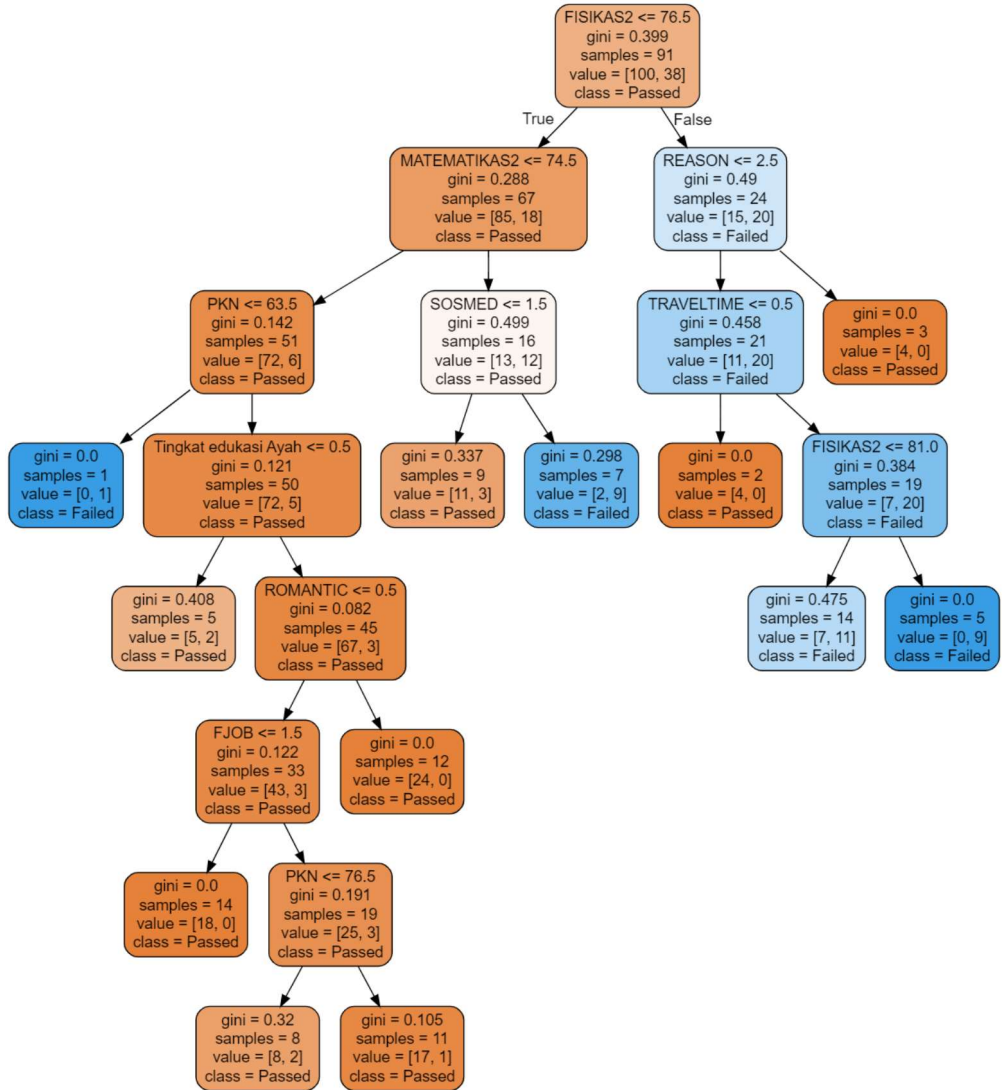 FISIKAS2 <= 76.5
gini = 0.399
samples = 91
value = [100, 38]
class = Passed
True
False
MATEMATIKAS2 <= 74.5
gini = 0.288
samples = 67
value = [85, 18]
class = Passed
REASON <= 2.5
gini = 0.49
samples = 24
value = [15, 20]
class = Failed
PKN <= 63.5
gini = 0.142
samples = 51
value = [72, 6]
class = Passed
SOSMED <= 1.5
gini = 0.499
samples = 16
value = [13, 12]
class = Passed
TRAVELTIME <= 0.5
gini = 0.458
samples = 21
value = [11, 20]
class = Failed
gini = 0.0
samples = 3
value = [4, 0]
class = Passed
gini = 0.0
samples = 1
value = [0, 1]
class = Failed
Tingkat edukasi Ayah <= 0.5
gini = 0.121
samples = 50
value = [72, 5]
class = Passed
gini = 0.337
samples = 9
value = [11, 3]
class = Passed
gini = 0.298
samples = 7
value = [2, 9]
class = Failed
gini = 0.0
samples = 2
value = [4, 0]
class = Passed
FISIKAS2 <= 81.0
gini = 0.384
samples = 19
value = [7, 20]
class = Failed
gini = 0.408
samples = 5
value = [5, 2]
class = Passed
ROMANTIC <= 0.5
gini = 0.082
samples = 45
value = [67, 3]
class = Passed
gini = 0.475
samples = 14
value = [7, 11]
class = Failed
gini = 0.0
samples = 5
value = [0, 9]
class = Failed
FJOB <= 1.5
gini = 0.122
samples = 33
value = [43, 3]
class = Passed
gini = 0.0
samples = 12
value = [24, 0]
class = Passed
gini = 0.0
samples = 14
value = [18, 0]
class = Passed
PKN <= 76.5
gini = 0.191
samples = 19
value = [25, 3]
class = Passed
gini = 0.32
samples = 8
value = [8, 2]
class = Passed
gini = 0.105
samples = 11
value = [17, 1]
class = Passed